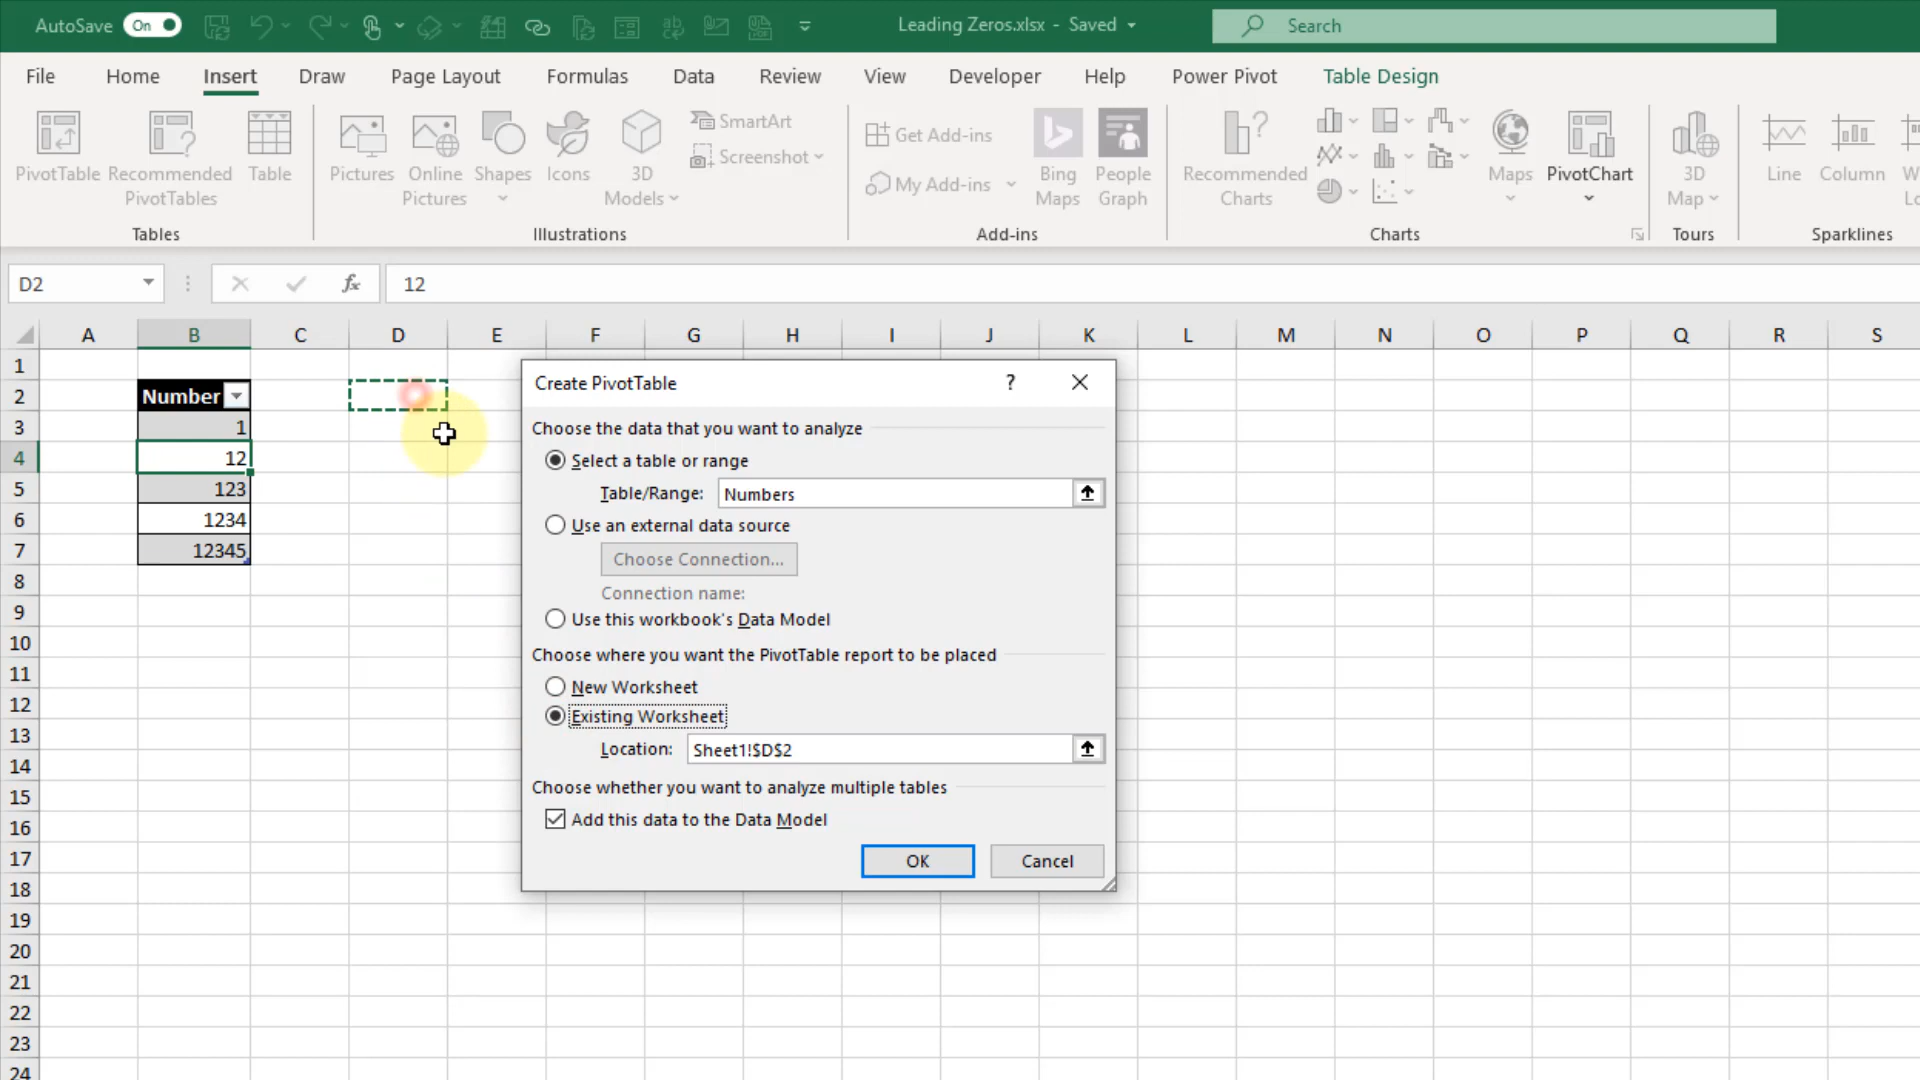 AutoSave On Leading Zeros.xlsx - Saved Search
File Home Insert Draw Page Layout Formulas Data Review View Developer Help Power Pivot Table Design
PivotTable Recommended PivotTables Table Pictures Online Pictures Shapes Icons 3D Models SmartArt Screenshot Get Add-ins My Add-ins Bing Maps People Graph Recommended Charts Maps PivotChart 3D Map Line Column
Tables Illustrations Add-ins Charts Tours Sparklines
D2 fx 12
A B C D E F G H I J K L M N O P Q R S
1
2 Number
3 1
4 12
5 123
6 1234
7 12345
8
9
10
11
12
13
14
15
16
17
18
19
20
21
22
23
24
Create PivotTable ?
Choose the data that you want to analyze
Select a table or range
Table/Range: Numbers
Use an external data source
Choose Connection...
Connection name:
Use this workbook's Data Model
Choose where you want the PivotTable report to be placed
New Worksheet
Existing Worksheet
Location: Sheet1!$D$2
Choose whether you want to analyze multiple tables
Add this data to the Data Model
OK Cancel